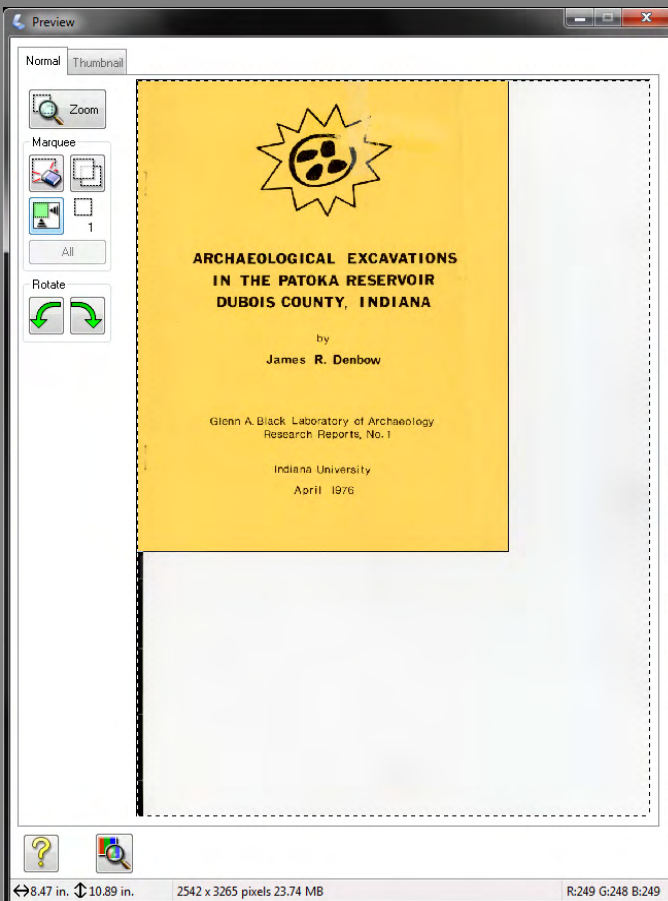 Preview
Normal
Thumbnail
Zoom
Marquee
1
All
Rotate
ARCHAEOLOGICAL EXCAVATIONS
IN THE PATOKA RESERVOIR
DUBOIS COUNTY, INDIANA
by
James R. Denbow
Glenn A. Black Laboratory of Archaeology
Research Reports, No. 1
Indiana University
April 1976
?
8.47 in. 10.89 in. 2542 x 3265 pixels 23.74 MB R:249 G:248 B:249